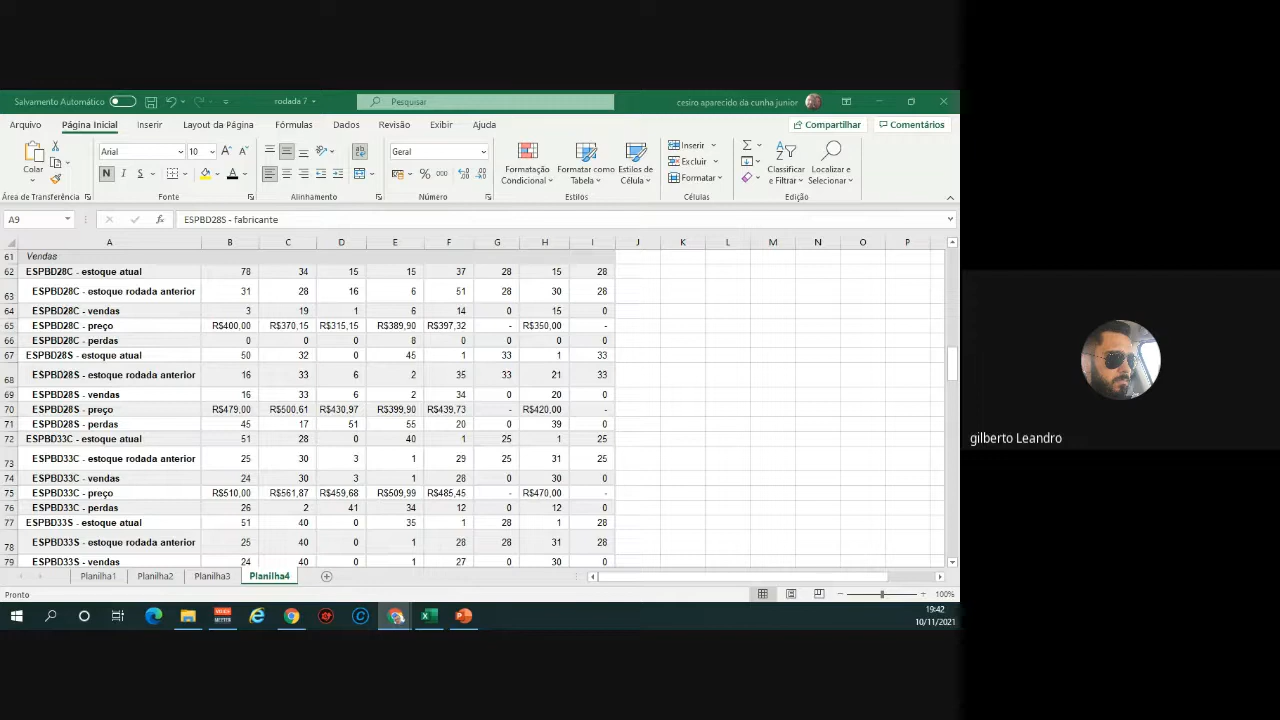 Salvamento Automático rodada 7 Pesquisar cesiro aparecido da cunha junior
Arquivo Página Inicial Inserir Layout da Página Fórmulas Dados Revisão Exibir Ajuda Compartilhar Comentários
Colar Arial 10 Geral Formatação Condicional Formatar como Tabela Estilos de Célula Inserir Excluir Formatar Classificar e Filtrar Localizar e Selecionar
Área de Transferência Fonte Alinhamento Número Estilos Células Edição
A9 fx ESPBD28S - fabricante
A B C D E F G H I J K L M N O P
61 Vendas
62 ESPBD28C - estoque atual 78 34 15 15 37 28 15 28
63 ESPBD28C - estoque rodada anterior 31 28 16 6 51 28 30 28
64 ESPBD28C - vendas 3 19 1 6 14 0 15 0
65 ESPBD28C - preço R$400,00 R$370,15 R$315,15 R$389,90 R$397,32 - R$350,00 -
66 ESPBD28C - perdas 0 0 0 8 0 0 0 0
67 ESPBD28S - estoque atual 50 32 0 45 1 33 1 33
68 ESPBD28S - estoque rodada anterior 16 33 6 2 35 33 21 33
69 ESPBD28S - vendas 16 33 6 2 34 0 20 0
70 ESPBD28S - preço R$479,00 R$500,61 R$430,97 R$399,90 R$439,73 - R$420,00 -
71 ESPBD28S - perdas 45 17 51 55 20 0 39 0
72 ESPBD33C - estoque atual 51 28 0 40 1 25 1 25
73 ESPBD33C - estoque rodada anterior 25 30 3 1 29 25 31 25
74 ESPBD33C - vendas 24 30 3 1 28 0 30 0
75 ESPBD33C - preço R$510,00 R$561,87 R$459,68 R$509,99 R$485,45 - R$470,00 -
76 ESPBD33C - perdas 26 2 41 34 12 0 12 0
77 ESPBD33S - estoque atual 51 40 0 35 1 28 1 28
78 ESPBD33S - estoque rodada anterior 25 40 0 1 28 28 31 28
79 ESPBD33S - vendas 24 40 0 1 27 0 30 0
Planilha1 Planilha2 Planilha3 Planilha4
Pronto 100%
19:42
10/11/2021
gilberto Leandro